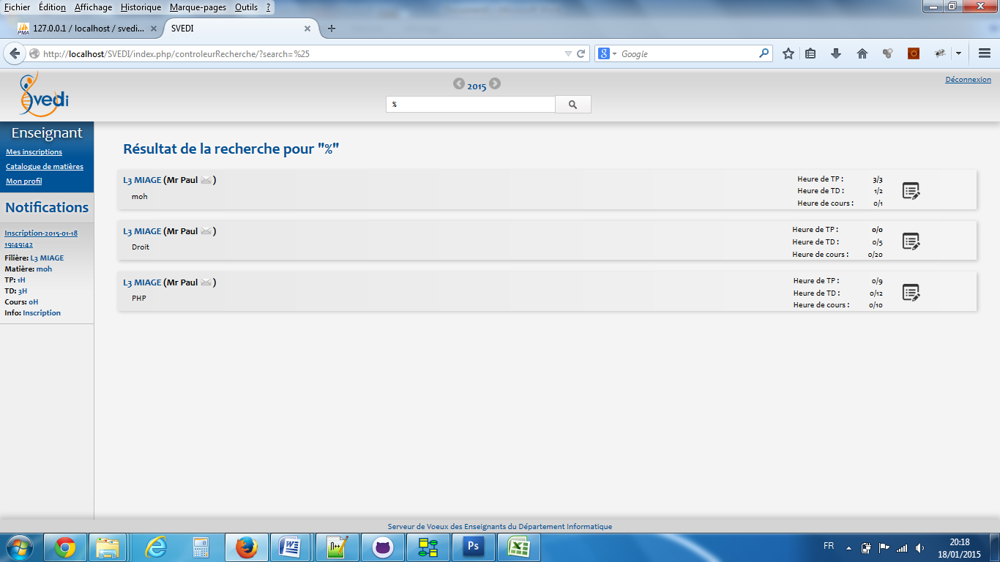 Fichier Édition Affichage Historique Marque-pages Outils ?
127.0.0.1 / localhost / svedi...
SVEDI
http://localhost/SVEDI/index.php/controleurRecherche/?search=%25
Google
Svedi
2015
Déconnexion
%
Enseignant
Mes inscriptions
Catalogue de matières
Mon profil
Notifications
Inscription-2015-01-18
19:49:42
Filière: L3 MIAGE
Matière: moh
TP: 1H
TD: 3H
Cours: 0H
Info: Inscription
Résultat de la recherche pour "%"
L3 MIAGE (Mr Paul )
moh
Heure de TP : 3/3
Heure de TD : 1/2
Heure de cours : 0/1
L3 MIAGE (Mr Paul )
Droit
Heure de TP : 0/0
Heure de TD : 0/5
Heure de cours : 0/20
L3 MIAGE (Mr Paul )
PHP
Heure de TP : 0/9
Heure de TD : 0/12
Heure de cours : 0/10
Serveur de Voeux des Enseignants du Département Informatique
FR
20:18
18/01/2015